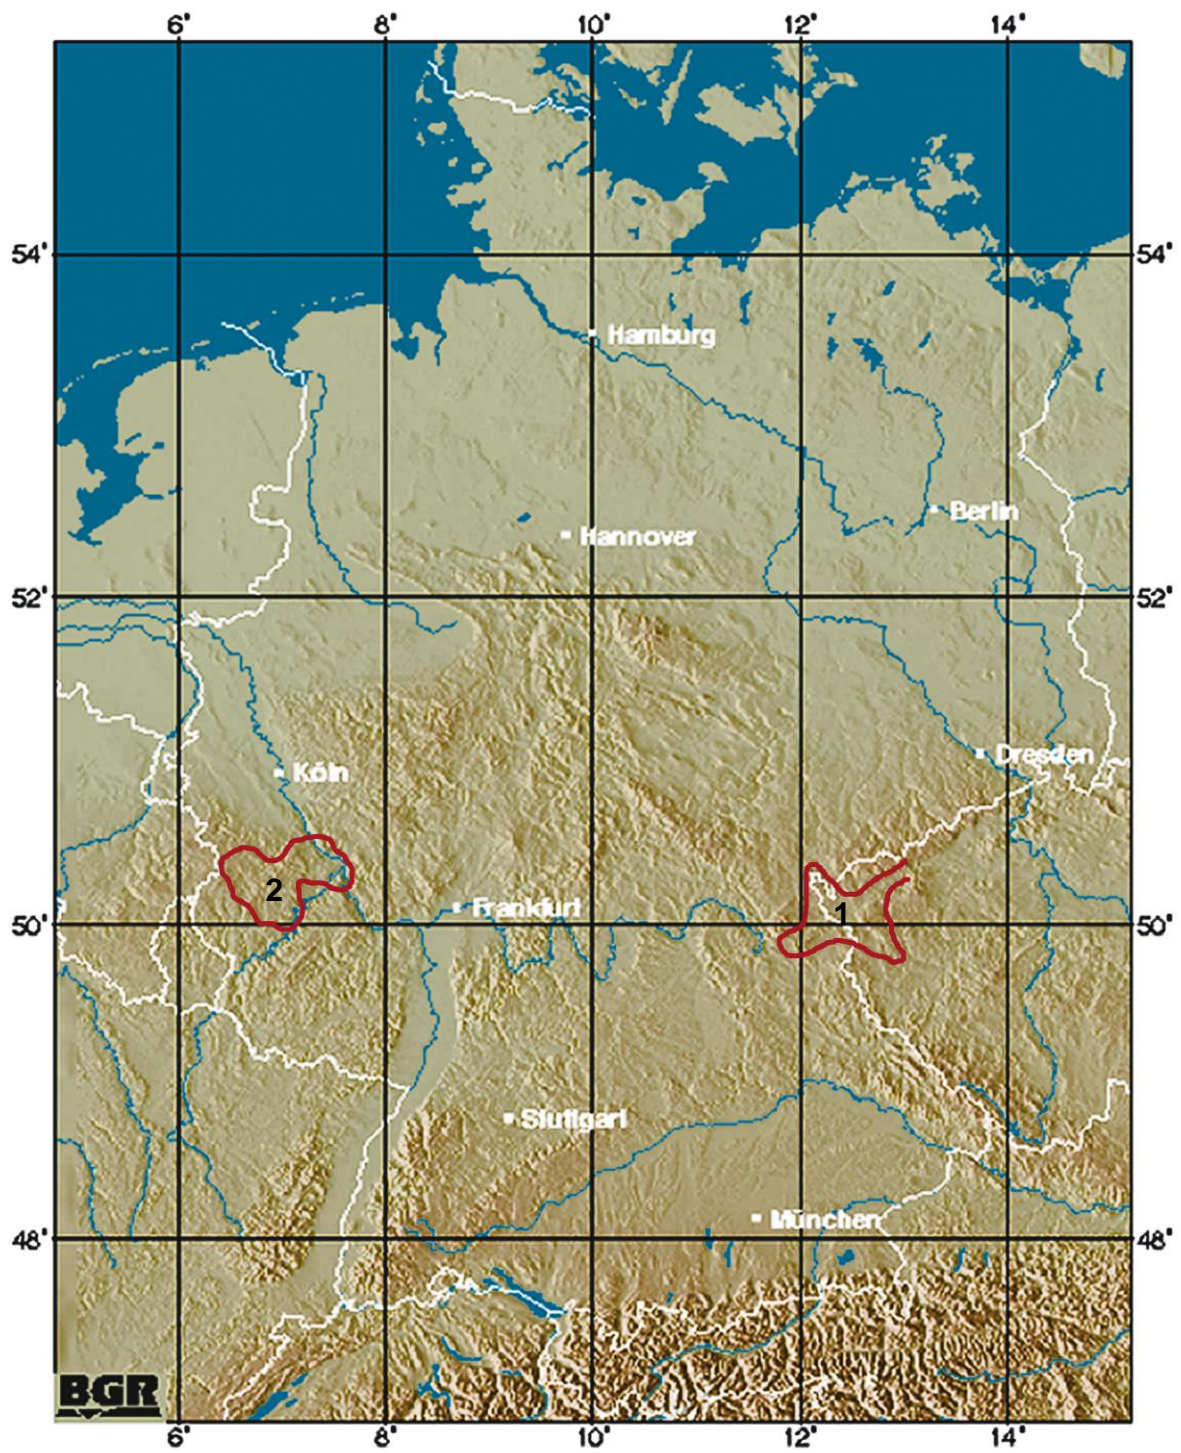 6° 8° 10° 12° 14°
54° 54°
Hamburg
Berlin
Hannover
52° 52°
Dresden
Köln
2
Frankfurt
1
50° 50°
Stuttgart
München
48° 48°
BGR
6° 8° 10° 12° 14°